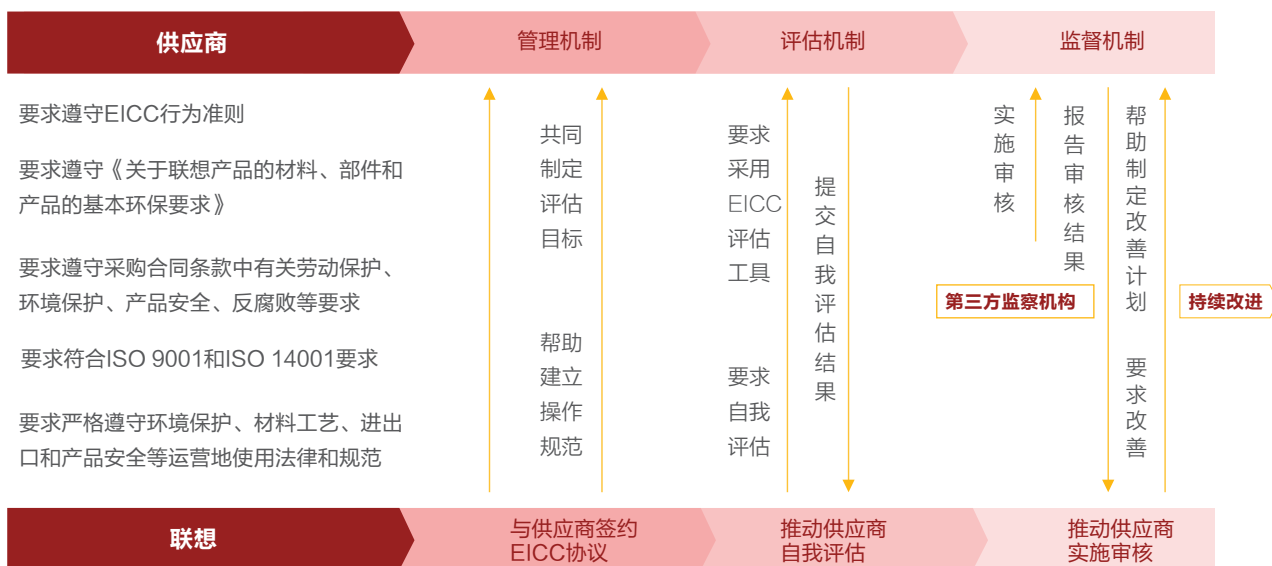 供应商
管理机制
评估机制
监督机制
要求遵守EICC行为准则
要求遵守《关于联想产品的材料、部件和
产品的基本环保要求》
要求遵守采购合同条款中有关劳动保护、
环境保护、产品安全、反腐败等要求
要求符合ISO 9001和ISO 14001要求
要求严格遵守环境保护、材料工艺、进出
口和产品安全等运营地使用法律和规范
共同
制定
评估
目标
帮助
建立
操作
规范
要求
采用
EICC
评估
工具
要求
自我
评估
提交自我评估结果
实施审核
报告审核结果
帮助制定改善计划
要求改善
第三方监察机构
持续改进
联想
与供应商签约
EICC协议
推动供应商
自我评估
推动供应商
实施审核